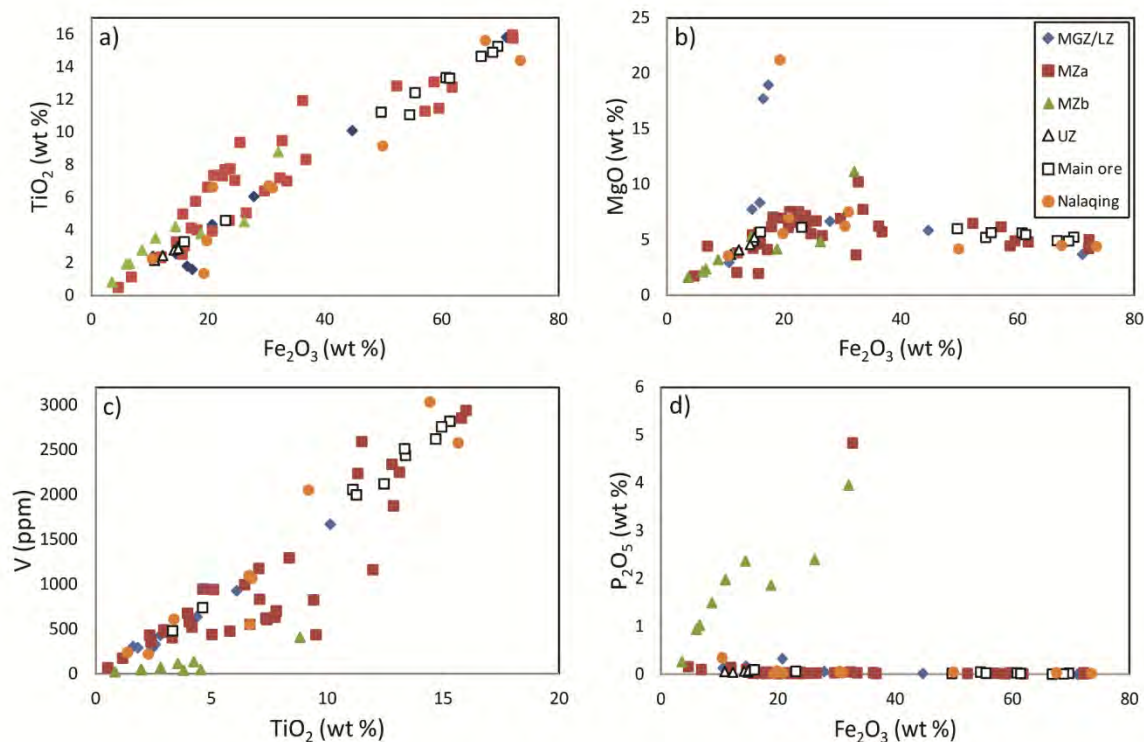 a)
16
14
12
10
8
6
4
2
0
TiO₂ (wt %)
0 20 40 60 80
Fe₂O₃ (wt %)
b)
25
20
15
10
5
0
MgO (wt %)
0 20 40 60 80
Fe₂O₃ (wt %)
MGZ/LZ
MZa
MZb
UZ
Main ore
Nalaqing
c)
3000
2500
2000
1500
1000
500
0
V (ppm)
0 5 10 15 20
TiO₂ (wt %)
d)
6
5
4
3
2
1
0
P₂O₅ (wt %)
0 20 40 60 80
Fe₂O₃ (wt %)